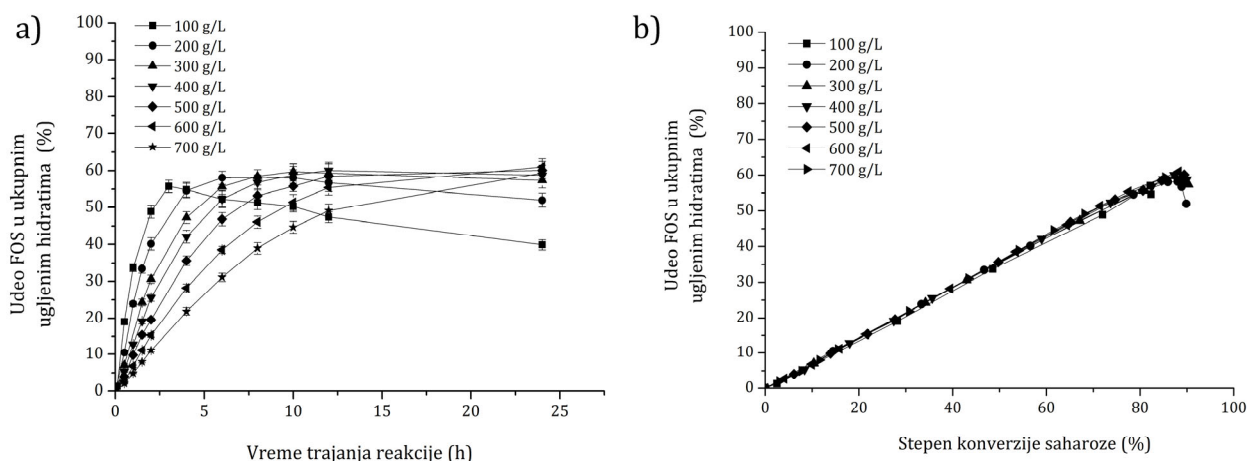 a)
100
90
80
70
60
50
40
30
20
10
0
Udeo FOS u ukupnim
ugljenim hidratima (%)
100 g/L
200 g/L
300 g/L
400 g/L
500 g/L
600 g/L
700 g/L
0 5 10 15 20 25
Vreme trajanja reakcije (h)
b)
100
90
80
70
60
50
40
30
20
10
0
Udeo FOS u ukupnim
ugljenim hidratima (%)
100 g/L
200 g/L
300 g/L
400 g/L
500 g/L
600 g/L
700 g/L
0 20 40 60 80 100
Stepen konverzije saharoze (%)